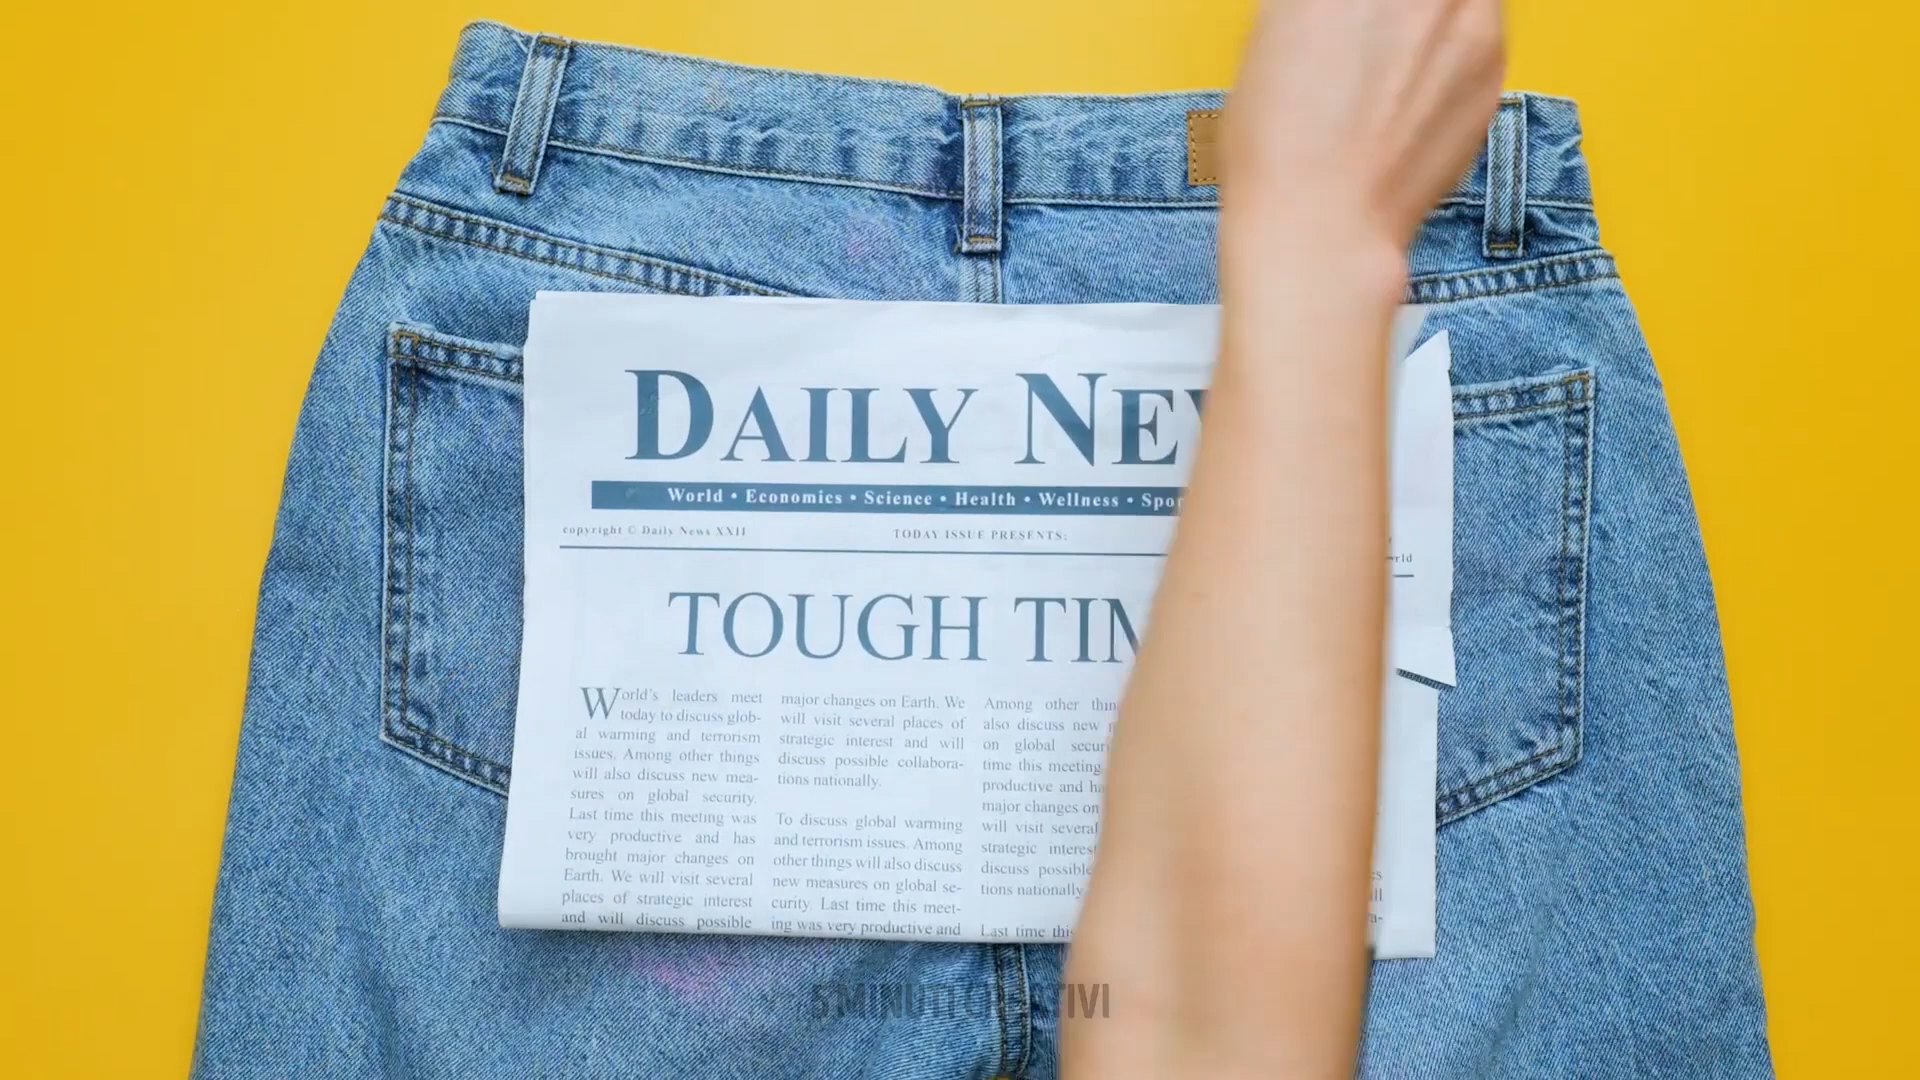 DAILY NEW
World • Economics • Science • Health • Wellness • Spor
copyright © Daily News XXII
TODAY ISSUE PRESENTS:
TOUGH TIM
World's leaders meet
today to discuss glob-
al warming and terrorism
issues. Among other things
will also discuss new mea-
sures on global security.
Last time this meeting was
very productive and has
brought major changes on
Earth. We will visit several
places of strategic interest
and will discuss possible
major changes on Earth. We
will visit several places of
strategic interest and will
discuss possible collabora-
tions nationally.
To discuss global warming
and terrorism issues. Among
other things will also discuss
new measures on global se-
curity. Last time this meet-
ing was very productive and
Among other thin
also discuss new
on global securi
time this meeting
productive and ha
major changes on
will visit several
strategic interest
discuss possible
tions nationally
Last time this
5 MINUTI CREATIVI